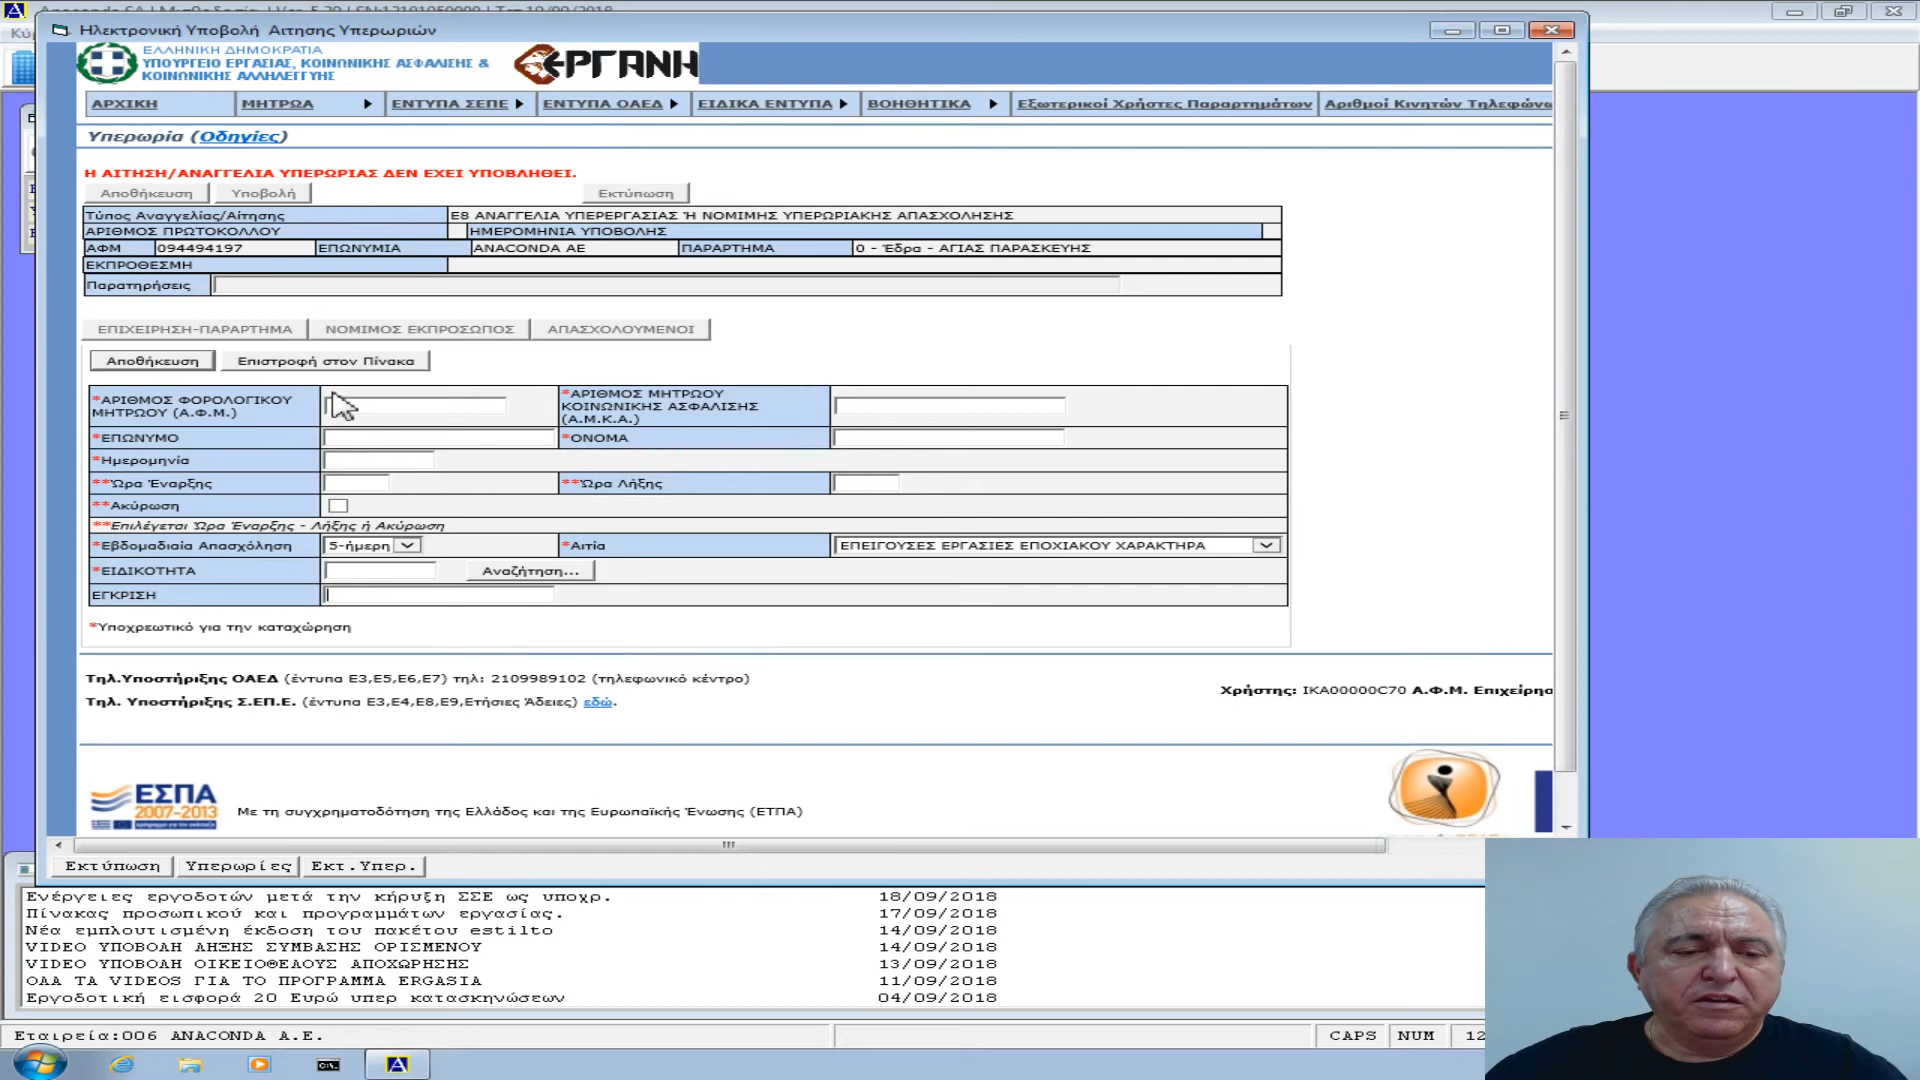 Ηλεκτρονική Υποβολή Αιτησης Υπερωριών
ΕΛΛΗΝΙΚΗ ΔΗΜΟΚΡΑΤΙΑ
ΥΠΟΥΡΓΕΙΟ ΕΡΓΑΣΙΑΣ, ΚΟΙΝΩΝΙΚΗΣ ΑΣΦΑΛΙΣΗΣ &
ΚΟΙΝΩΝΙΚΗΣ ΑΛΛΗΛΕΓΓΥΗΣ
ΕΡΓΑΝΗ
ΑΡΧΙΚΗ ΜΗΤΡΩΑ ΕΝΤΥΠΑ ΣΕΠΕ ΕΝΤΥΠΑ ΟΑΕΔ ΕΙΔΙΚΑ ΕΝΤΥΠΑ ΒΟΗΘΗΤΙΚΑ Εξωτερικοί Χρήστες Παραρτημάτων Αριθμοί Κινητών Τηλεφώνω
Υπερωρία (Οδηγίες)
Η ΑΙΤΗΣΗ/ΑΝΑΓΓΕΛΙΑ ΥΠΕΡΩΡΙΑΣ ΔΕΝ ΕΧΕΙ ΥΠΟΒΛΗΘΕΙ.
Αποθήκευση Υποβολή Εκτύπωση
Τύπος Αναγγελίας/Αίτησης Ε8 ΑΝΑΓΓΕΛΙΑ ΥΠΕΡΕΡΓΑΣΙΑΣ Ή ΝΟΜΙΜΗΣ ΥΠΕΡΩΡΙΑΚΗΣ ΑΠΑΣΧΟΛΗΣΗΣ
ΑΡΙΘΜΟΣ ΠΡΩΤΟΚΟΛΛΟΥ ΗΜΕΡΟΜΗΝΙΑ ΥΠΟΒΟΛΗΣ
ΑΦΜ 094494197 ΕΠΩΝΥΜΙΑ ANACONDA AE ΠΑΡΑΡΤΗΜΑ 0 - Έδρα - ΑΓΙΑΣ ΠΑΡΑΣΚΕΥΗΣ
ΕΚΠΡΟΘΕΣΜΗ
Παρατηρήσεις
ΕΠΙΧΕΙΡΗΣΗ-ΠΑΡΑΡΤΗΜΑ ΝΟΜΙΜΟΣ ΕΚΠΡΟΣΩΠΟΣ ΑΠΑΣΧΟΛΟΥΜΕΝΟΙ
Αποθήκευση Επιστροφή στον Πίνακα
*ΑΡΙΘΜΟΣ ΦΟΡΟΛΟΓΙΚΟΥ ΜΗΤΡΩΟΥ (Α.Φ.Μ.) *ΑΡΙΘΜΟΣ ΜΗΤΡΩΟΥ ΚΟΙΝΩΝΙΚΗΣ ΑΣΦΑΛΙΣΗΣ (Α.Μ.Κ.Α.)
*ΕΠΩΝΥΜΟ *ΟΝΟΜΑ
*Ημερομηνία
**Ώρα Έναρξης **Ώρα Λήξης
**Ακύρωση
**Επιλέγεται Ώρα Έναρξης - Λήξης ή Ακύρωση
*Εβδομαδιαία Απασχόληση 5-ήμερη *Αιτία ΕΠΕΙΓΟΥΣΕΣ ΕΡΓΑΣΙΕΣ ΕΠΟΧΙΑΚΟΥ ΧΑΡΑΚΤΗΡΑ
*ΕΙΔΙΚΟΤΗΤΑ Αναζήτηση...
ΕΓΚΡΙΣΗ
*Υποχρεωτικό για την καταχώρηση
Τηλ.Υποστήριξης ΟΑΕΔ (έντυπα Ε3,Ε5,Ε6,Ε7) τηλ: 2109989102 (τηλεφωνικό κέντρο)
Χρήστης: IKA00000C70 Α.Φ.Μ. Επιχείρησ
Τηλ. Υποστήριξης Σ.ΕΠ.Ε. (έντυπα Ε3,Ε4,Ε8,Ε9,Ετήσιες Άδειες) εδώ.
ΕΣΠΑ
2007-2013
Με τη συγχρηματοδότηση της Ελλάδος και της Ευρωπαϊκής Ένωσης (ΕΤΠΑ)
Εκτύπωση Υπερωρίες Εκτ.Υπερ.
Ενέργειες εργοδοτών μετά την κήρυξη ΣΣΕ ως υποχρ. 18/09/2018
Πίνακας προσωπικού και προγραμμάτων εργασίας. 17/09/2018
Νέα εμπλουτισμένη έκδοση του πακέτου estilto 14/09/2018
VIDEO ΥΠΟΒΟΛΗ ΛΗΞΗΣ ΣΥΜΒΑΣΗΣ ΟΡΙΣΜΕΝΟΥ 14/09/2018
VIDEO ΥΠΟΒΟΛΗ ΟΙΚΕΙΟΘΕΛΟΥΣ ΑΠΟΧΩΡΗΣΗΣ 13/09/2018
ΟΛΑ ΤΑ VIDEOS ΓΙΑ ΤΟ ΠΡΟΓΡΑΜΜΑ ERGASIA 11/09/2018
Εργοδοτική εισφορά 20 Ευρώ υπερ κατασκηνώσεων 04/09/2018
Εταιρεία:006 ANACONDA A.E. CAPS NUM 12